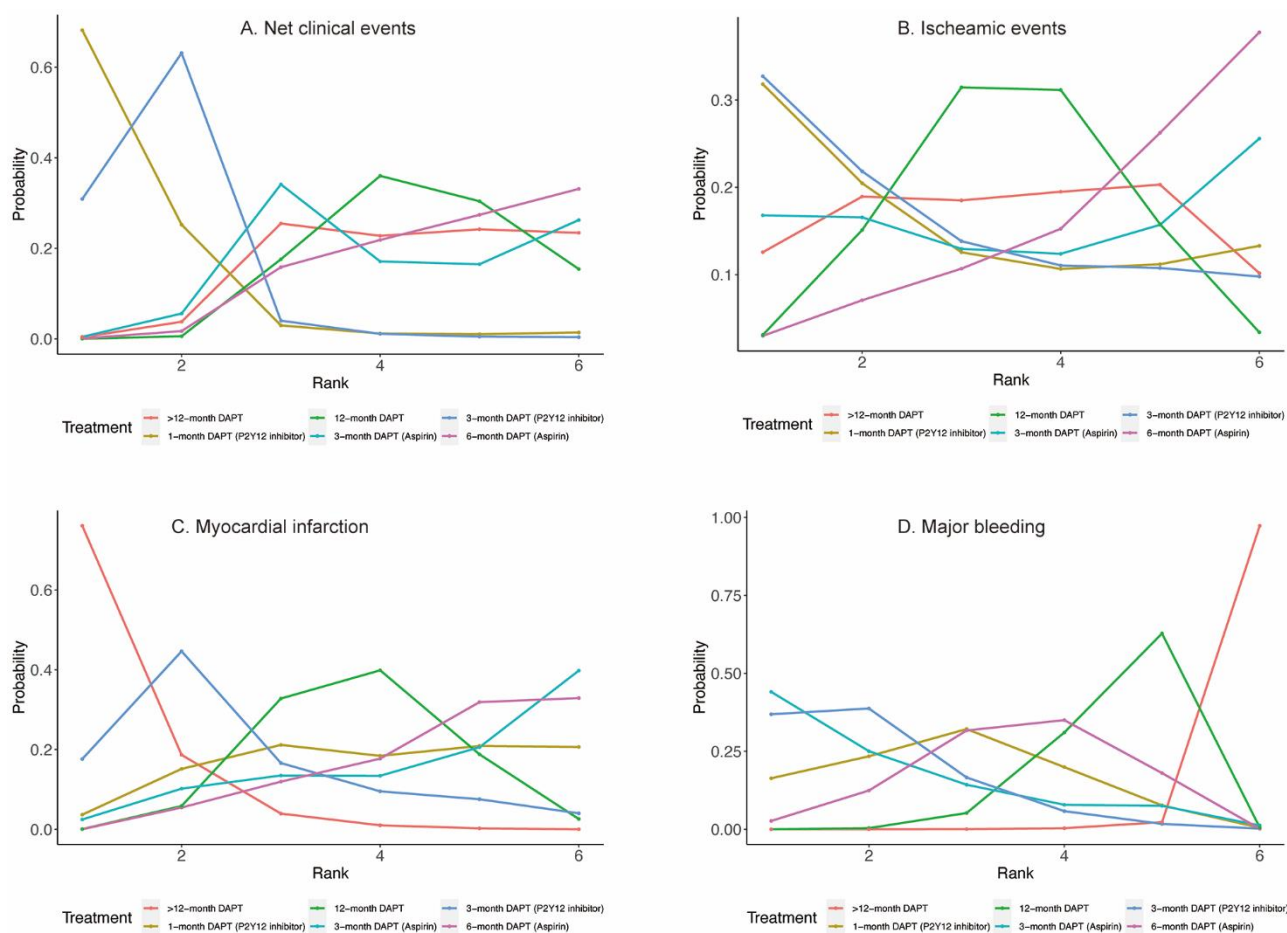 A. Net clinical events
0.6
0.4
0.2
0.0
Probability
2
4
6
Rank
Treatment
>12−month DAPT
12−month DAPT
3−month DAPT (P2Y12 inhibitor)
1−month DAPT (P2Y12 inhibitor)
3−month DAPT (Aspirin)
6−month DAPT (Aspirin)
B. Ischeamic events
0.3
0.2
0.1
Probability
2
4
6
Rank
Treatment
>12−month DAPT
12−month DAPT
3−month DAPT (P2Y12 inhibitor)
1−month DAPT (P2Y12 inhibitor)
3−month DAPT (Aspirin)
6−month DAPT (Aspirin)
C. Myocardial infarction
0.6
0.4
0.2
0.0
Probability
2
4
6
Rank
Treatment
>12−month DAPT
12−month DAPT
3−month DAPT (P2Y12 inhibitor)
1−month DAPT (P2Y12 inhibitor)
3−month DAPT (Aspirin)
6−month DAPT (Aspirin)
D. Major bleeding
1.00
0.75
0.50
0.25
0.00
Probability
2
4
6
Rank
Treatment
>12−month DAPT
12−month DAPT
3−month DAPT (P2Y12 inhibitor)
1−month DAPT (P2Y12 inhibitor)
3−month DAPT (Aspirin)
6−month DAPT (Aspirin)